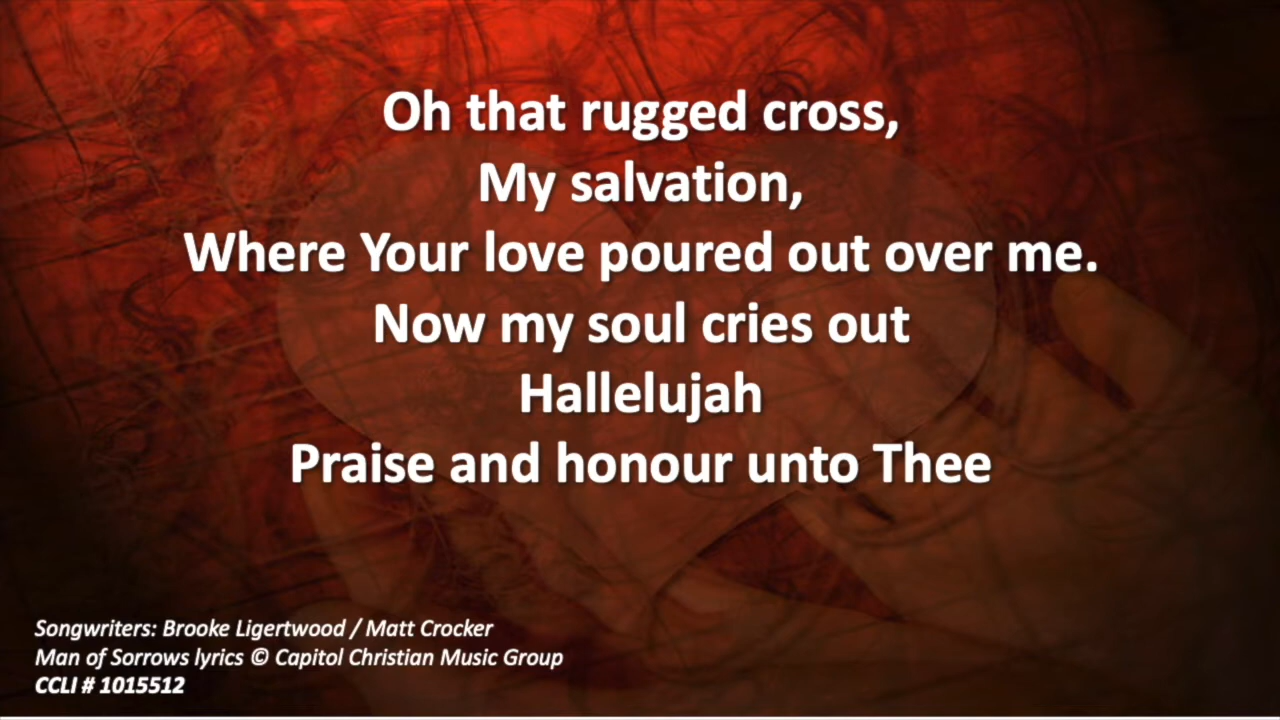 Oh that rugged cross,
My salvation,
Where Your love poured out over me.
Now my soul cries out
Hallelujah
Praise and honour unto Thee
Songwriters: Brooke Ligertwood / Matt Crocker
Man of Sorrows lyrics © Capitol Christian Music Group
CCLI # 1015512